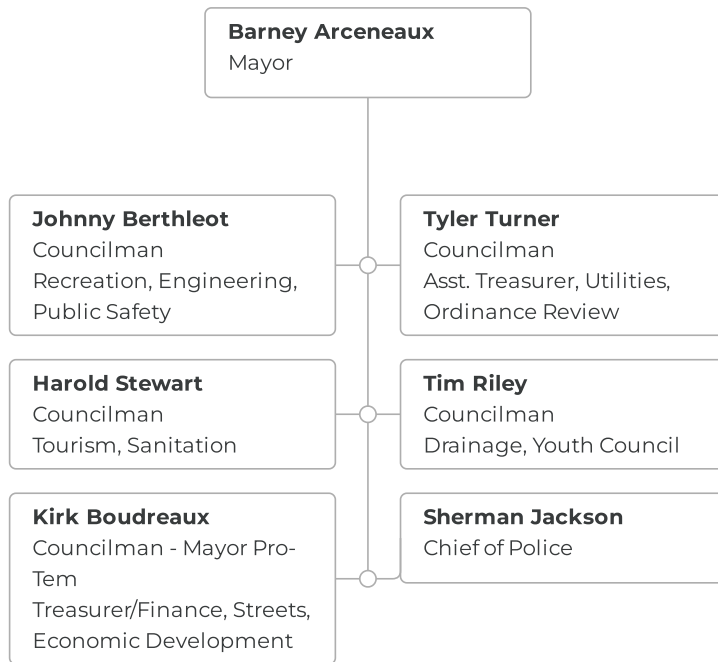 Barney Arceneaux
Mayor
Johnny Berthleot
Councilman
Recreation, Engineering,
Public Safety
Tyler Turner
Councilman
Asst. Treasurer, Utilities,
Ordinance Review
Harold Stewart
Councilman
Tourism, Sanitation
Tim Riley
Councilman
Drainage, Youth Council
Kirk Boudreaux
Councilman - Mayor Pro-
Tem
Treasurer/Finance, Streets,
Economic Development
Sherman Jackson
Chief of Police